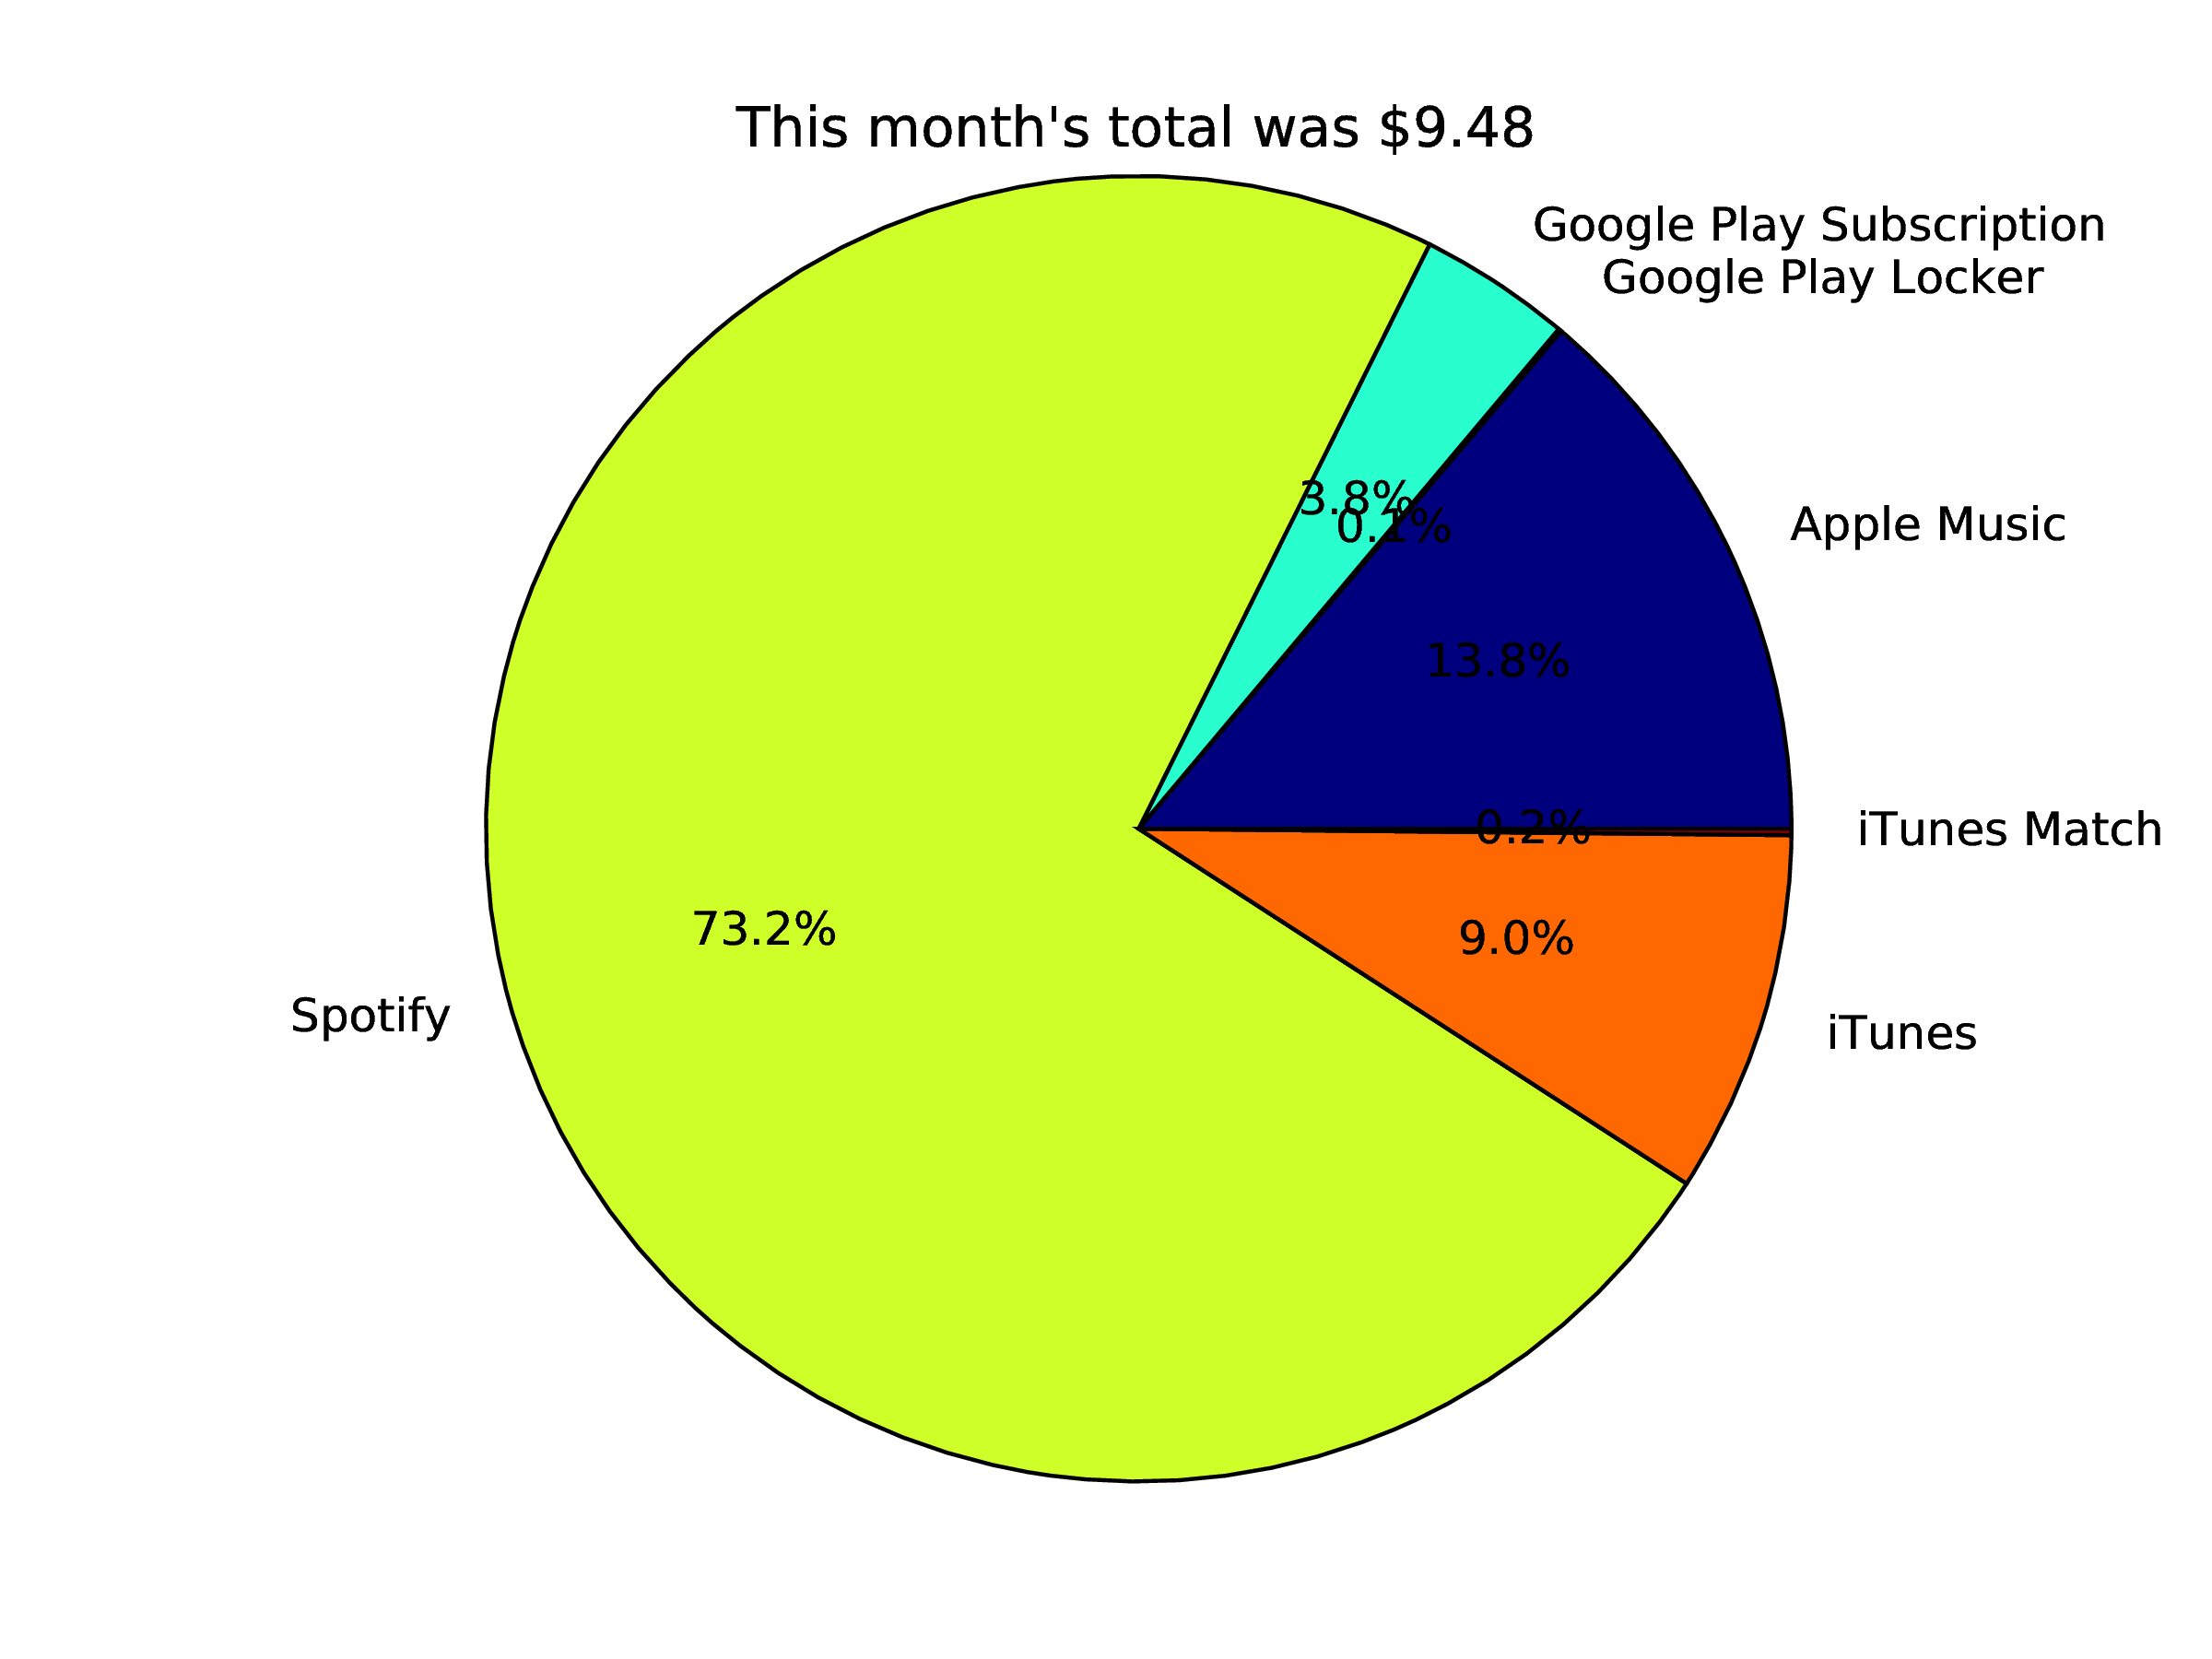 This month's total was $9.48
Google Play Subscription
Google Play Locker
3.8%
0.1%
Apple Music
13.8%
0.2%
iTunes Match
73.2%
9.0%
Spotify
iTunes